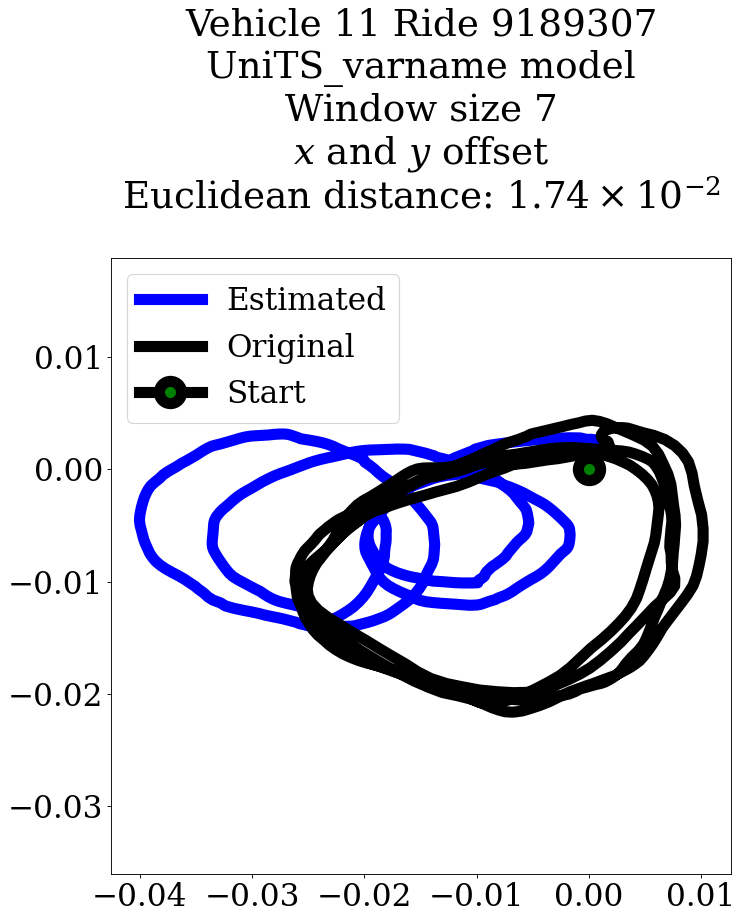 Vehicle 11 Ride 9189307
UniTS_varname model
Window size 7
x and y offset
Euclidean distance: 1.74 × 10⁻²
Estimated
Original
Start
0.01
0.00
−0.01
−0.02
−0.03
−0.04 −0.03 −0.02 −0.01 0.00 0.01